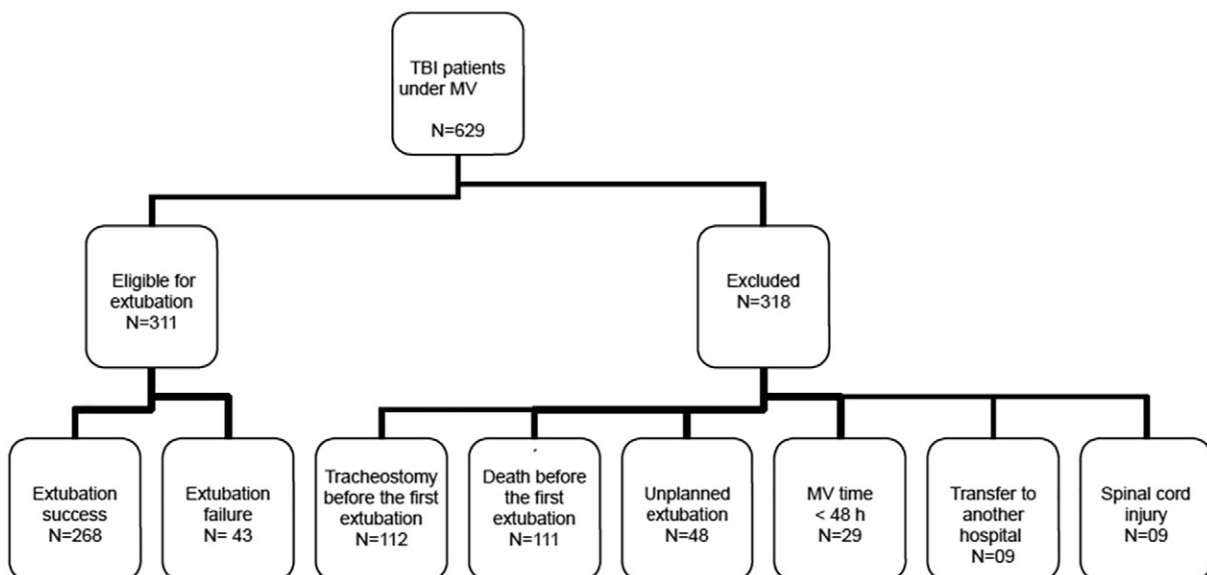 TBI patients
under MV
N=629
Eligible for
extubation
N=311
Excluded
N=318
Extubation
success
N=268
Extubation
failure
N= 43
Tracheostomy
before the first
extubation
N=112
Death before
the first
extubation
N=111
Unplanned
extubation
N=48
MV time
< 48 h
N=29
Transfer to
another
hospital
N=09
Spinal cord
injury
N=09